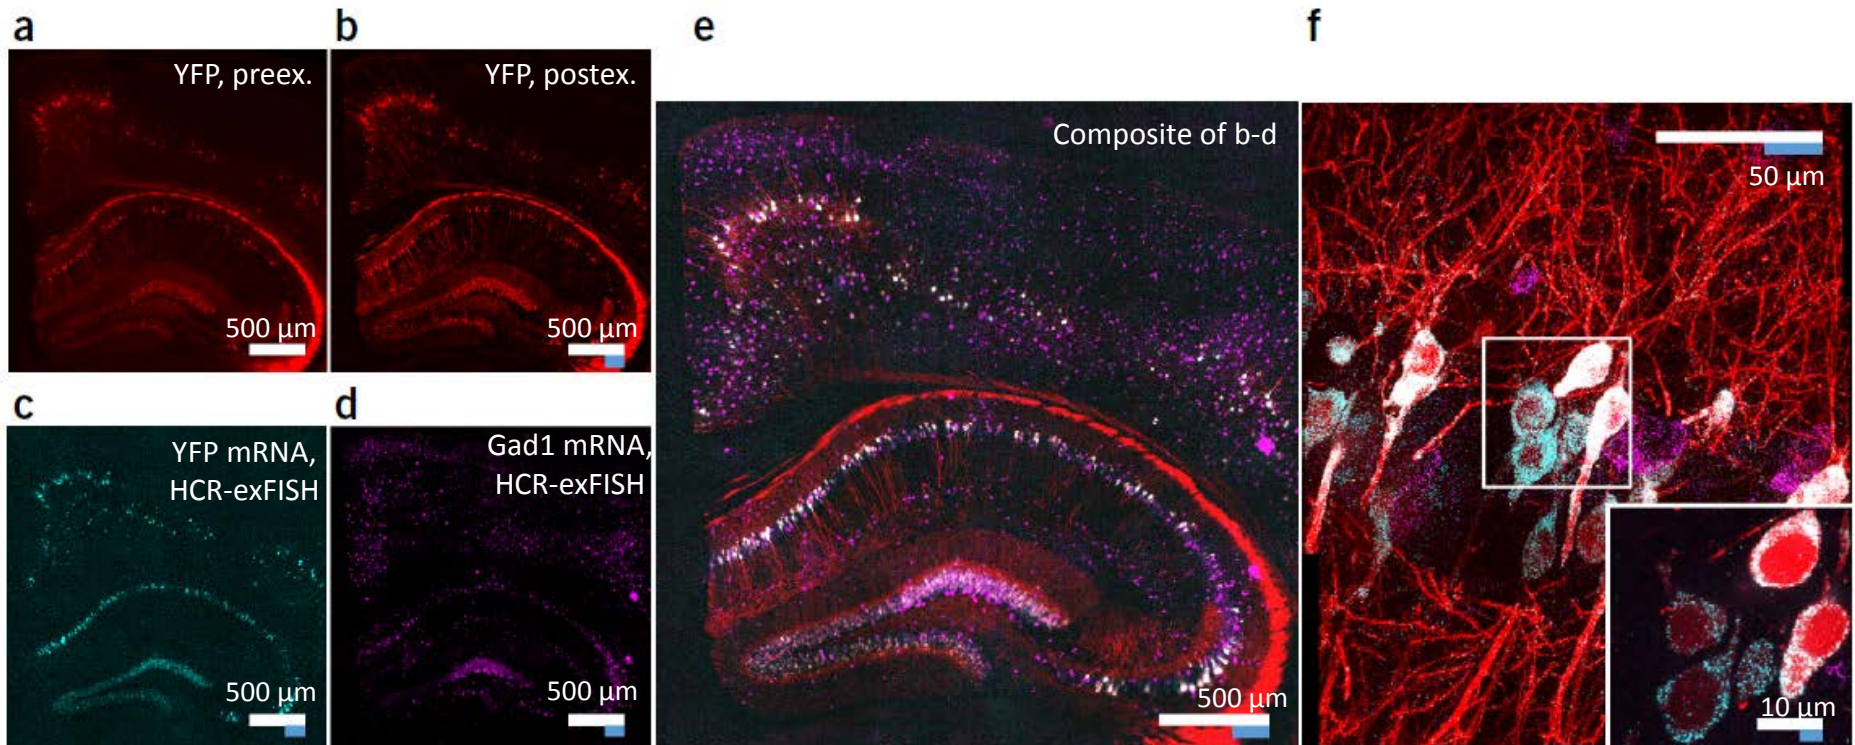 a
YFP, preex.
500 µm
b
YFP, postex.
500 µm
c
YFP mRNA,
HCR-exFISH
500 µm
d
Gad1 mRNA,
HCR-exFISH
500 µm
e
Composite of b-d
500 µm
f
50 µm
10 µm